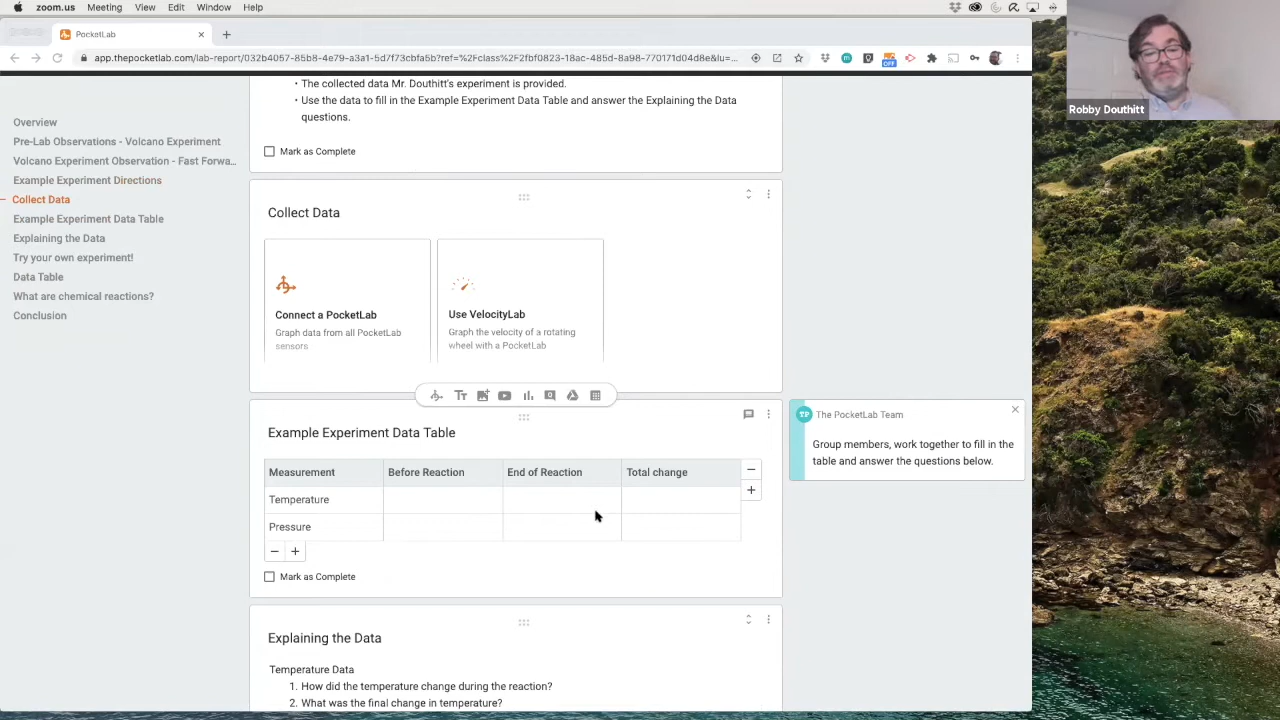 zoom.us Meeting View Edit Window Help
PocketLab
app.thepocketlab.com/lab-report/032b4057-85b8-4e79-a3a1-5d7f73cbfa5b?ref=%2Fclass%2F2fbf0823-18ac-485d-8a98-770171d04d8e&lu=...
OFF
Robby Douthitt
• The collected data Mr. Douthitt's experiment is provided.
• Use the data to fill in the Example Experiment Data Table and answer the Explaining the Data
questions.
Mark as Complete
Overview
Pre-Lab Observations - Volcano Experiment
Volcano Experiment Observation - Fast Forwa...
Example Experiment Directions
Collect Data
Example Experiment Data Table
Explaining the Data
Try your own experiment!
Data Table
What are chemical reactions?
Conclusion
Collect Data
Connect a PocketLab
Graph data from all PocketLab
sensors
Use VelocityLab
Graph the velocity of a rotating
wheel with a PocketLab
Example Experiment Data Table
Measurement Before Reaction End of Reaction Total change
Temperature
Pressure
Mark as Complete
TP The PocketLab Team
Group members, work together to fill in the
table and answer the questions below.
Explaining the Data
Temperature Data
1. How did the temperature change during the reaction?
2. What was the final change in temperature?